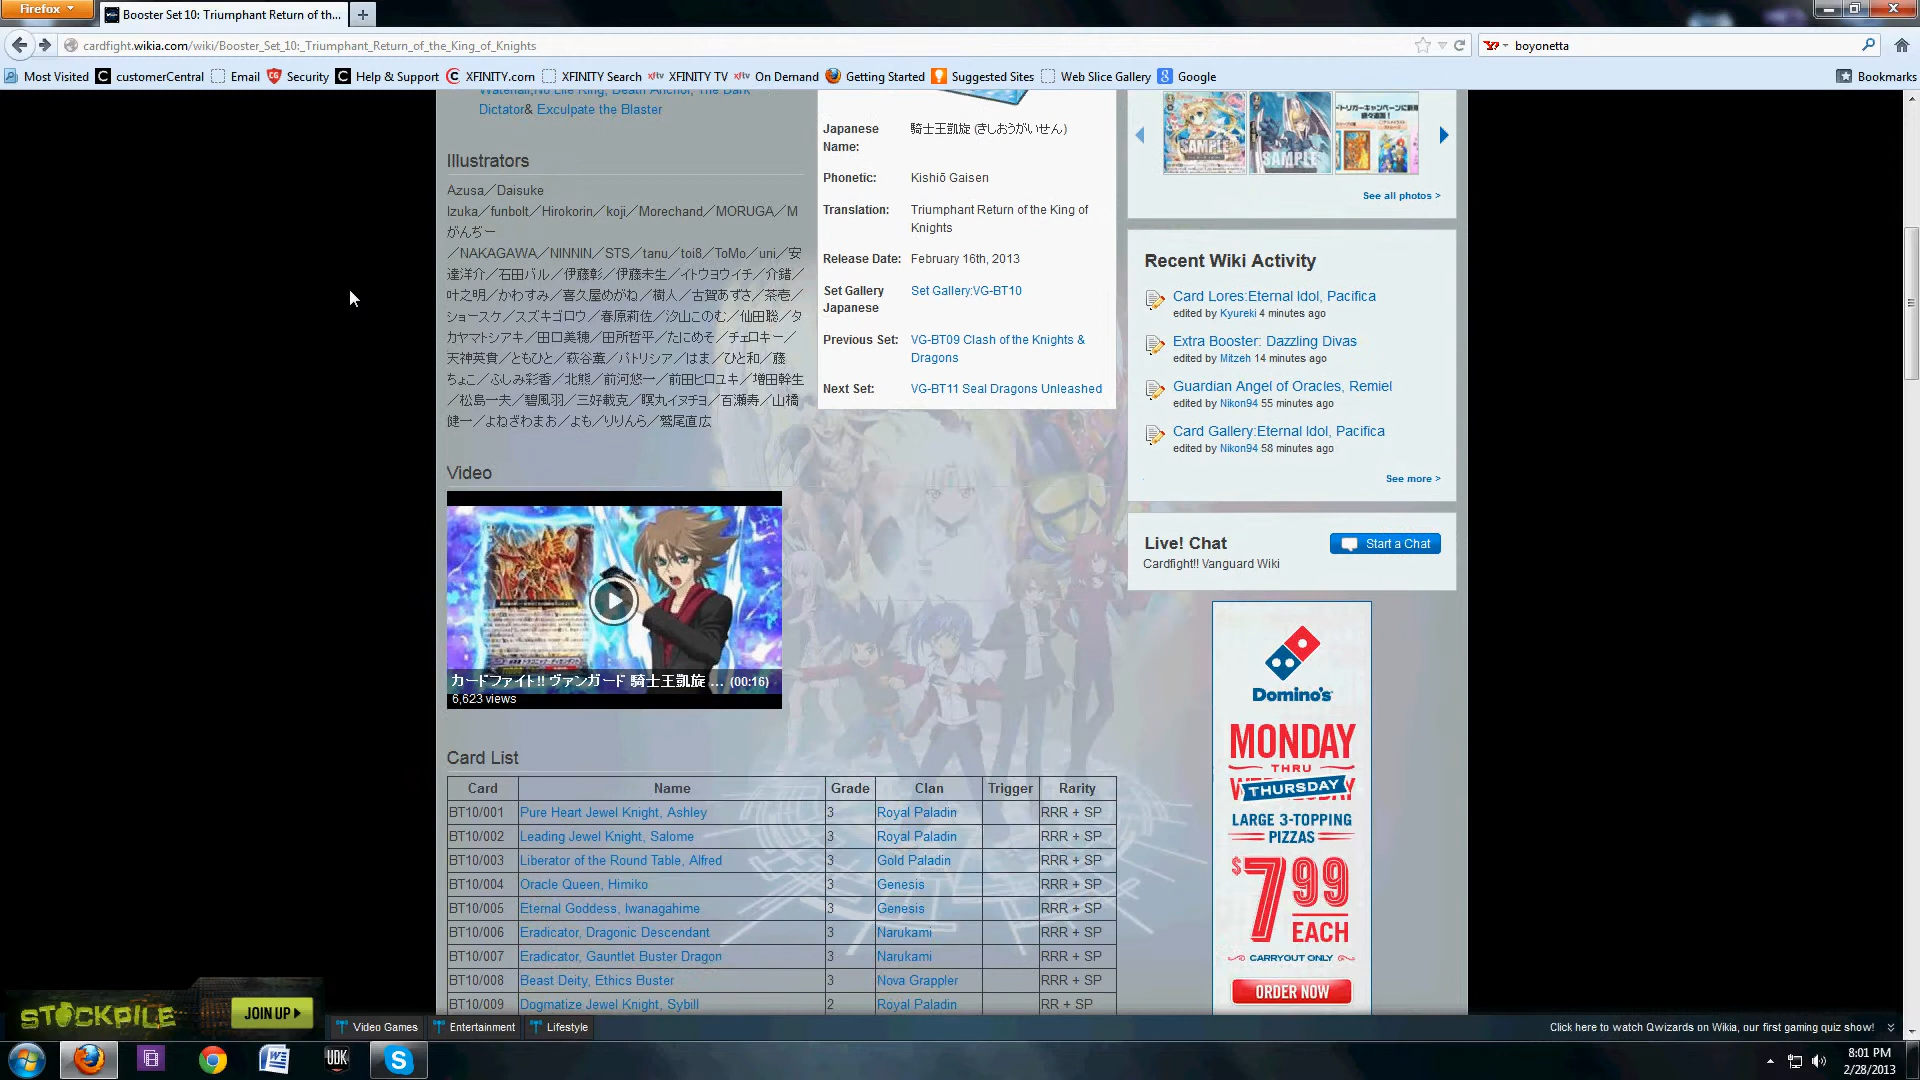 Firefox
Booster Set 10: Triumphant Return of th...
cardfight.wikia.com/wiki/Booster_Set_10:_Triumphant_Return_of_the_King_of_Knights
boyonetta
Most Visited
customerCentral
Email
Security
Help & Support
XFINITY.com
XFINITY Search
XFINITY TV
On Demand
Getting Started
Suggested Sites
Web Slice Gallery
Google
Bookmarks
Waterfall,No Life King, Death Anchor, The Dark
Dictator& Exculpate the Blaster
Illustrators
Azusa／Daisuke
Izuka／funbolt／Hirokorin／koji／Morechand／MORUGA／M
がんぢー
／NAKAGAWA／NINNIN／STS／tanu／toi8／ToMo／uni／安
達洋介／石田バル／伊藤彰／伊藤未生／イトウヨウイチ／介錯／
叶之明／かわすみ／喜久屋めがね／樹人／古賀あずさ／茶壱／
ショースケ／スズキゴロウ／春原莉佐／汐山このむ／仙田聡／タ
カヤマトシアキ／田口美穂／田所哲平／たにめそ／チェロキー／
天神英貴／ともひと／萩谷薫／パトリシア／はま／ひと和／藤
ちょこ／ふしみ彩香／北熊／前河悠一／前田ヒロユキ／増田幹生
／松島一夫／碧風羽／三好載克／暝丸イヌチヨ／百瀬寿／山橋
健一／よねざわまお／よも／りりんら／鷲尾直広
Video
カードファイト!! ヴァンガード 騎士王凱旋 ... (00:16)
6,623 views
Japanese Name: 騎士王凱旋 (きしおうがいせん)
Phonetic: Kishiō Gaisen
Translation: Triumphant Return of the King of
Knights
Release Date: February 16th, 2013
Set Gallery Japanese Set Gallery:VG-BT10
Previous Set: VG-BT09 Clash of the Knights &
Dragons
Next Set: VG-BT11 Seal Dragons Unleashed
Card List
Card Name Grade Clan Trigger Rarity
BT10/001 Pure Heart Jewel Knight, Ashley 3 Royal Paladin RRR + SP
BT10/002 Leading Jewel Knight, Salome 3 Royal Paladin RRR + SP
BT10/003 Liberator of the Round Table, Alfred 3 Gold Paladin RRR + SP
BT10/004 Oracle Queen, Himiko 3 Genesis RRR + SP
BT10/005 Eternal Goddess, Iwanagahime 3 Genesis RRR + SP
BT10/006 Eradicator, Dragonic Descendant 3 Narukami RRR + SP
BT10/007 Eradicator, Gauntlet Buster Dragon 3 Narukami RRR + SP
BT10/008 Beast Deity, Ethics Buster 3 Nova Grappler RRR + SP
BT10/009 Dogmatize Jewel Knight, Sybill 2 Royal Paladin RR + SP
SAMPLE
SAMPLE
See all photos >
Recent Wiki Activity
Card Lores:Eternal Idol, Pacifica
edited by Kyureki 4 minutes ago
Extra Booster: Dazzling Divas
edited by Mitzeh 14 minutes ago
Guardian Angel of Oracles, Remiel
edited by Nikon94 55 minutes ago
Card Gallery:Eternal Idol, Pacifica
edited by Nikon94 58 minutes ago
See more >
Live! Chat
Start a Chat
Cardfight!! Vanguard Wiki
Domino's
MONDAY
THRU
THURSDAY
LARGE 3-TOPPING
PIZZAS
$7.99
EACH
CARRYOUT ONLY
ORDER NOW
STOCKPILE
JOIN UP
Video Games
Entertainment
Lifestyle
Click here to watch Qwizards on Wikia, our first gaming quiz show!
UDK
8:01 PM
2/28/2013